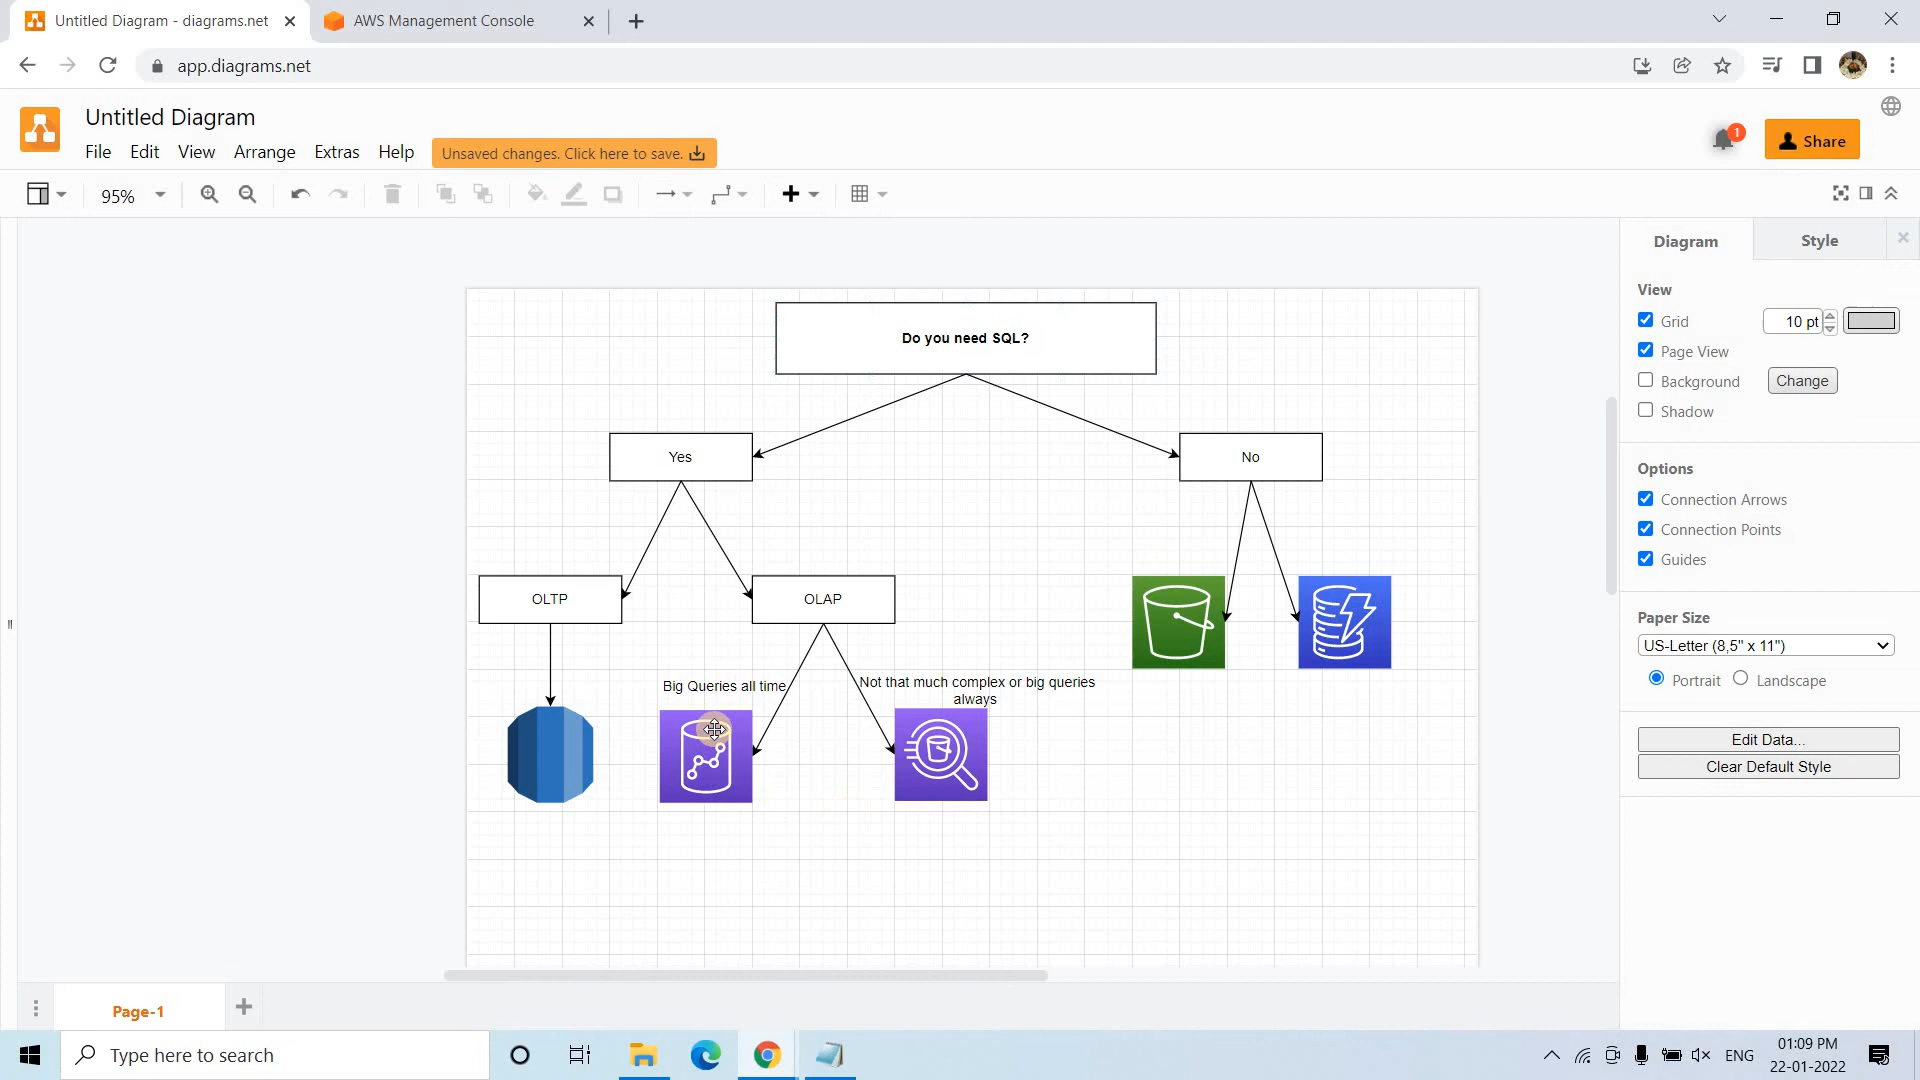 Untitled Diagram - diagrams.net
AWS Management Console
app.diagrams.net
Untitled Diagram
File Edit View Arrange Extras Help
Unsaved changes. Click here to save.
1
Share
95%
Diagram
Style
View
Grid
10 pt
Page View
Background
Change
Shadow
Options
Connection Arrows
Connection Points
Guides
Paper Size
US-Letter (8,5" x 11")
Portrait
Landscape
Edit Data...
Clear Default Style
Do you need SQL?
Yes
No
OLTP
OLAP
Big Queries all time
Not that much complex or big queries
always
Page-1
Type here to search
ENG
01:09 PM
22-01-2022